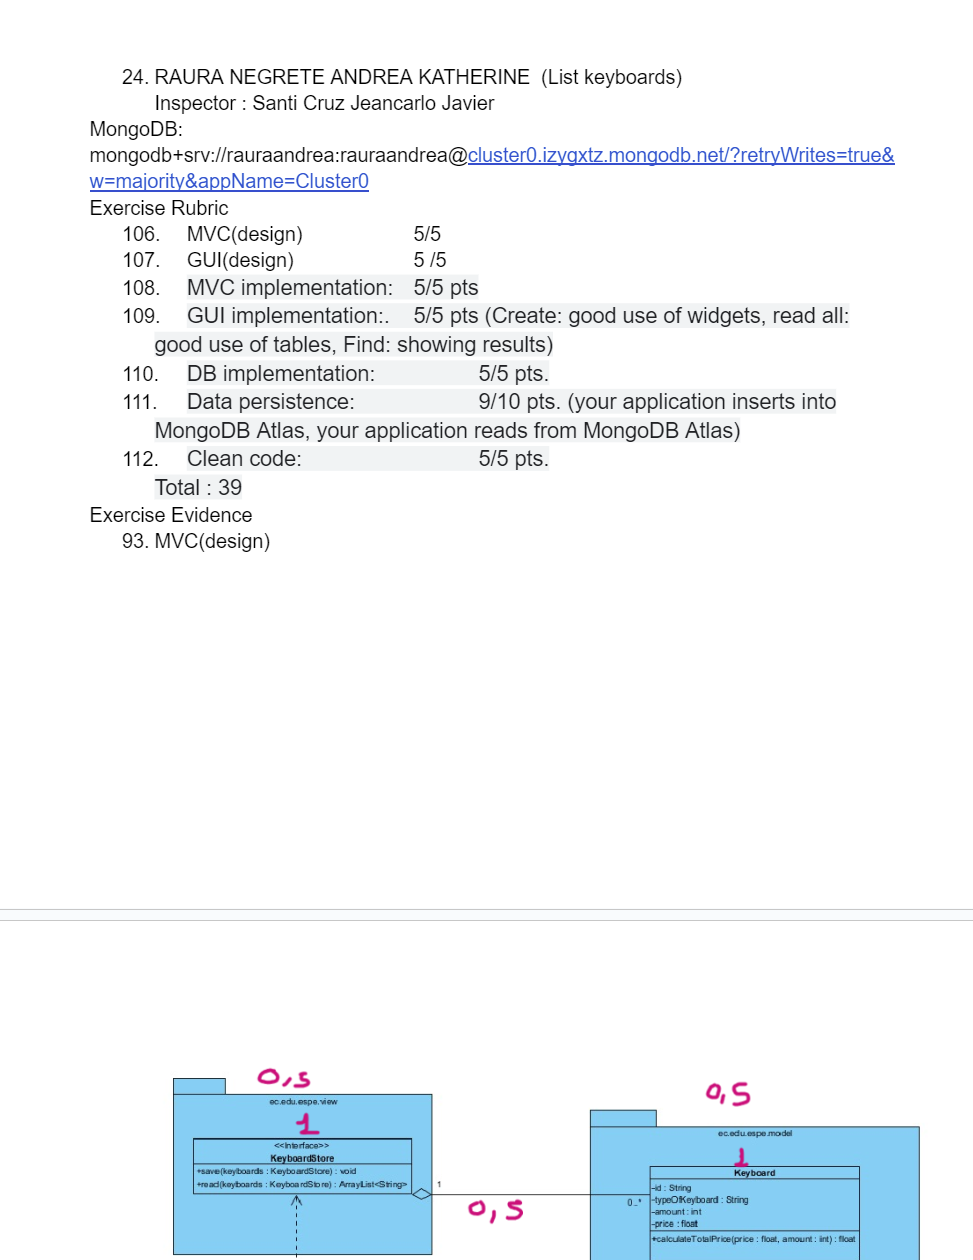 24. RAURA NEGRETE ANDREA KATHERINE (List keyboards)
Inspector : Santi Cruz Jeancarlo Javier
MongoDB:
mongodb+srv://rauraandrea:rauraandrea@cluster0.izygxtz.mongodb.net/?retryWrites=true&
w=majority&appName=Cluster0
Exercise Rubric
106. MVC(design) 5/5
107. GUI(design) 5 /5
108. MVC implementation: 5/5 pts
109. GUI implementation:. 5/5 pts (Create: good use of widgets, read all:
good use of tables, Find: showing results)
110. DB implementation: 5/5 pts.
111. Data persistence: 9/10 pts. (your application inserts into
MongoDB Atlas, your application reads from MongoDB Atlas)
112. Clean code: 5/5 pts.
Total : 39
Exercise Evidence
93. MVC(design)
0,5
ec.edu.espe.view
1
<<Interface>>
KeyboardStore
+save(keyboards : KeyboardStore) : void
+read(keyboards : KeyboardStore) : ArrayList<String>
1
0,5
0..*
0,5
ec.edu.espe.model
1
Keyboard
-id : String
-typeOfKeyboard : String
-amount : int
-price : float
+calculateTotalPrice(price : float, amount : int) : float